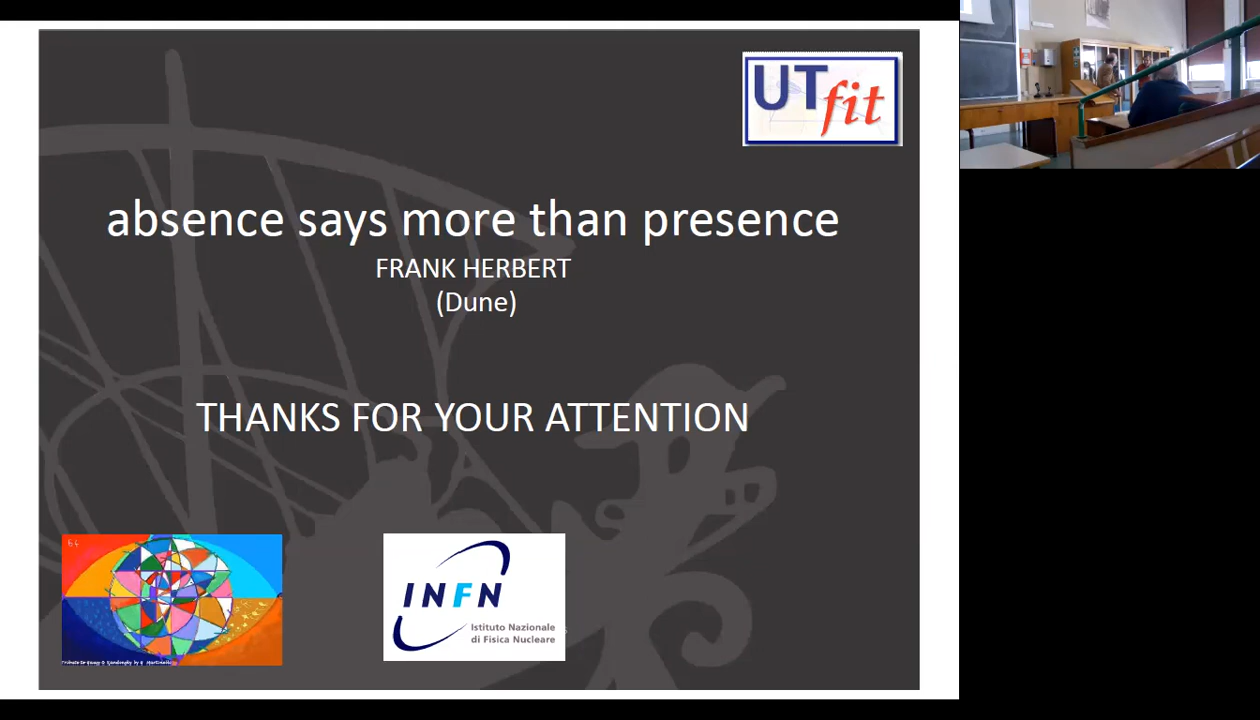 UTfit
absence says more than presence
FRANK HERBERT
(Dune)
THANKS FOR YOUR ATTENTION
64
INFN
Istituto Nazionale
di Fisica Nucleare